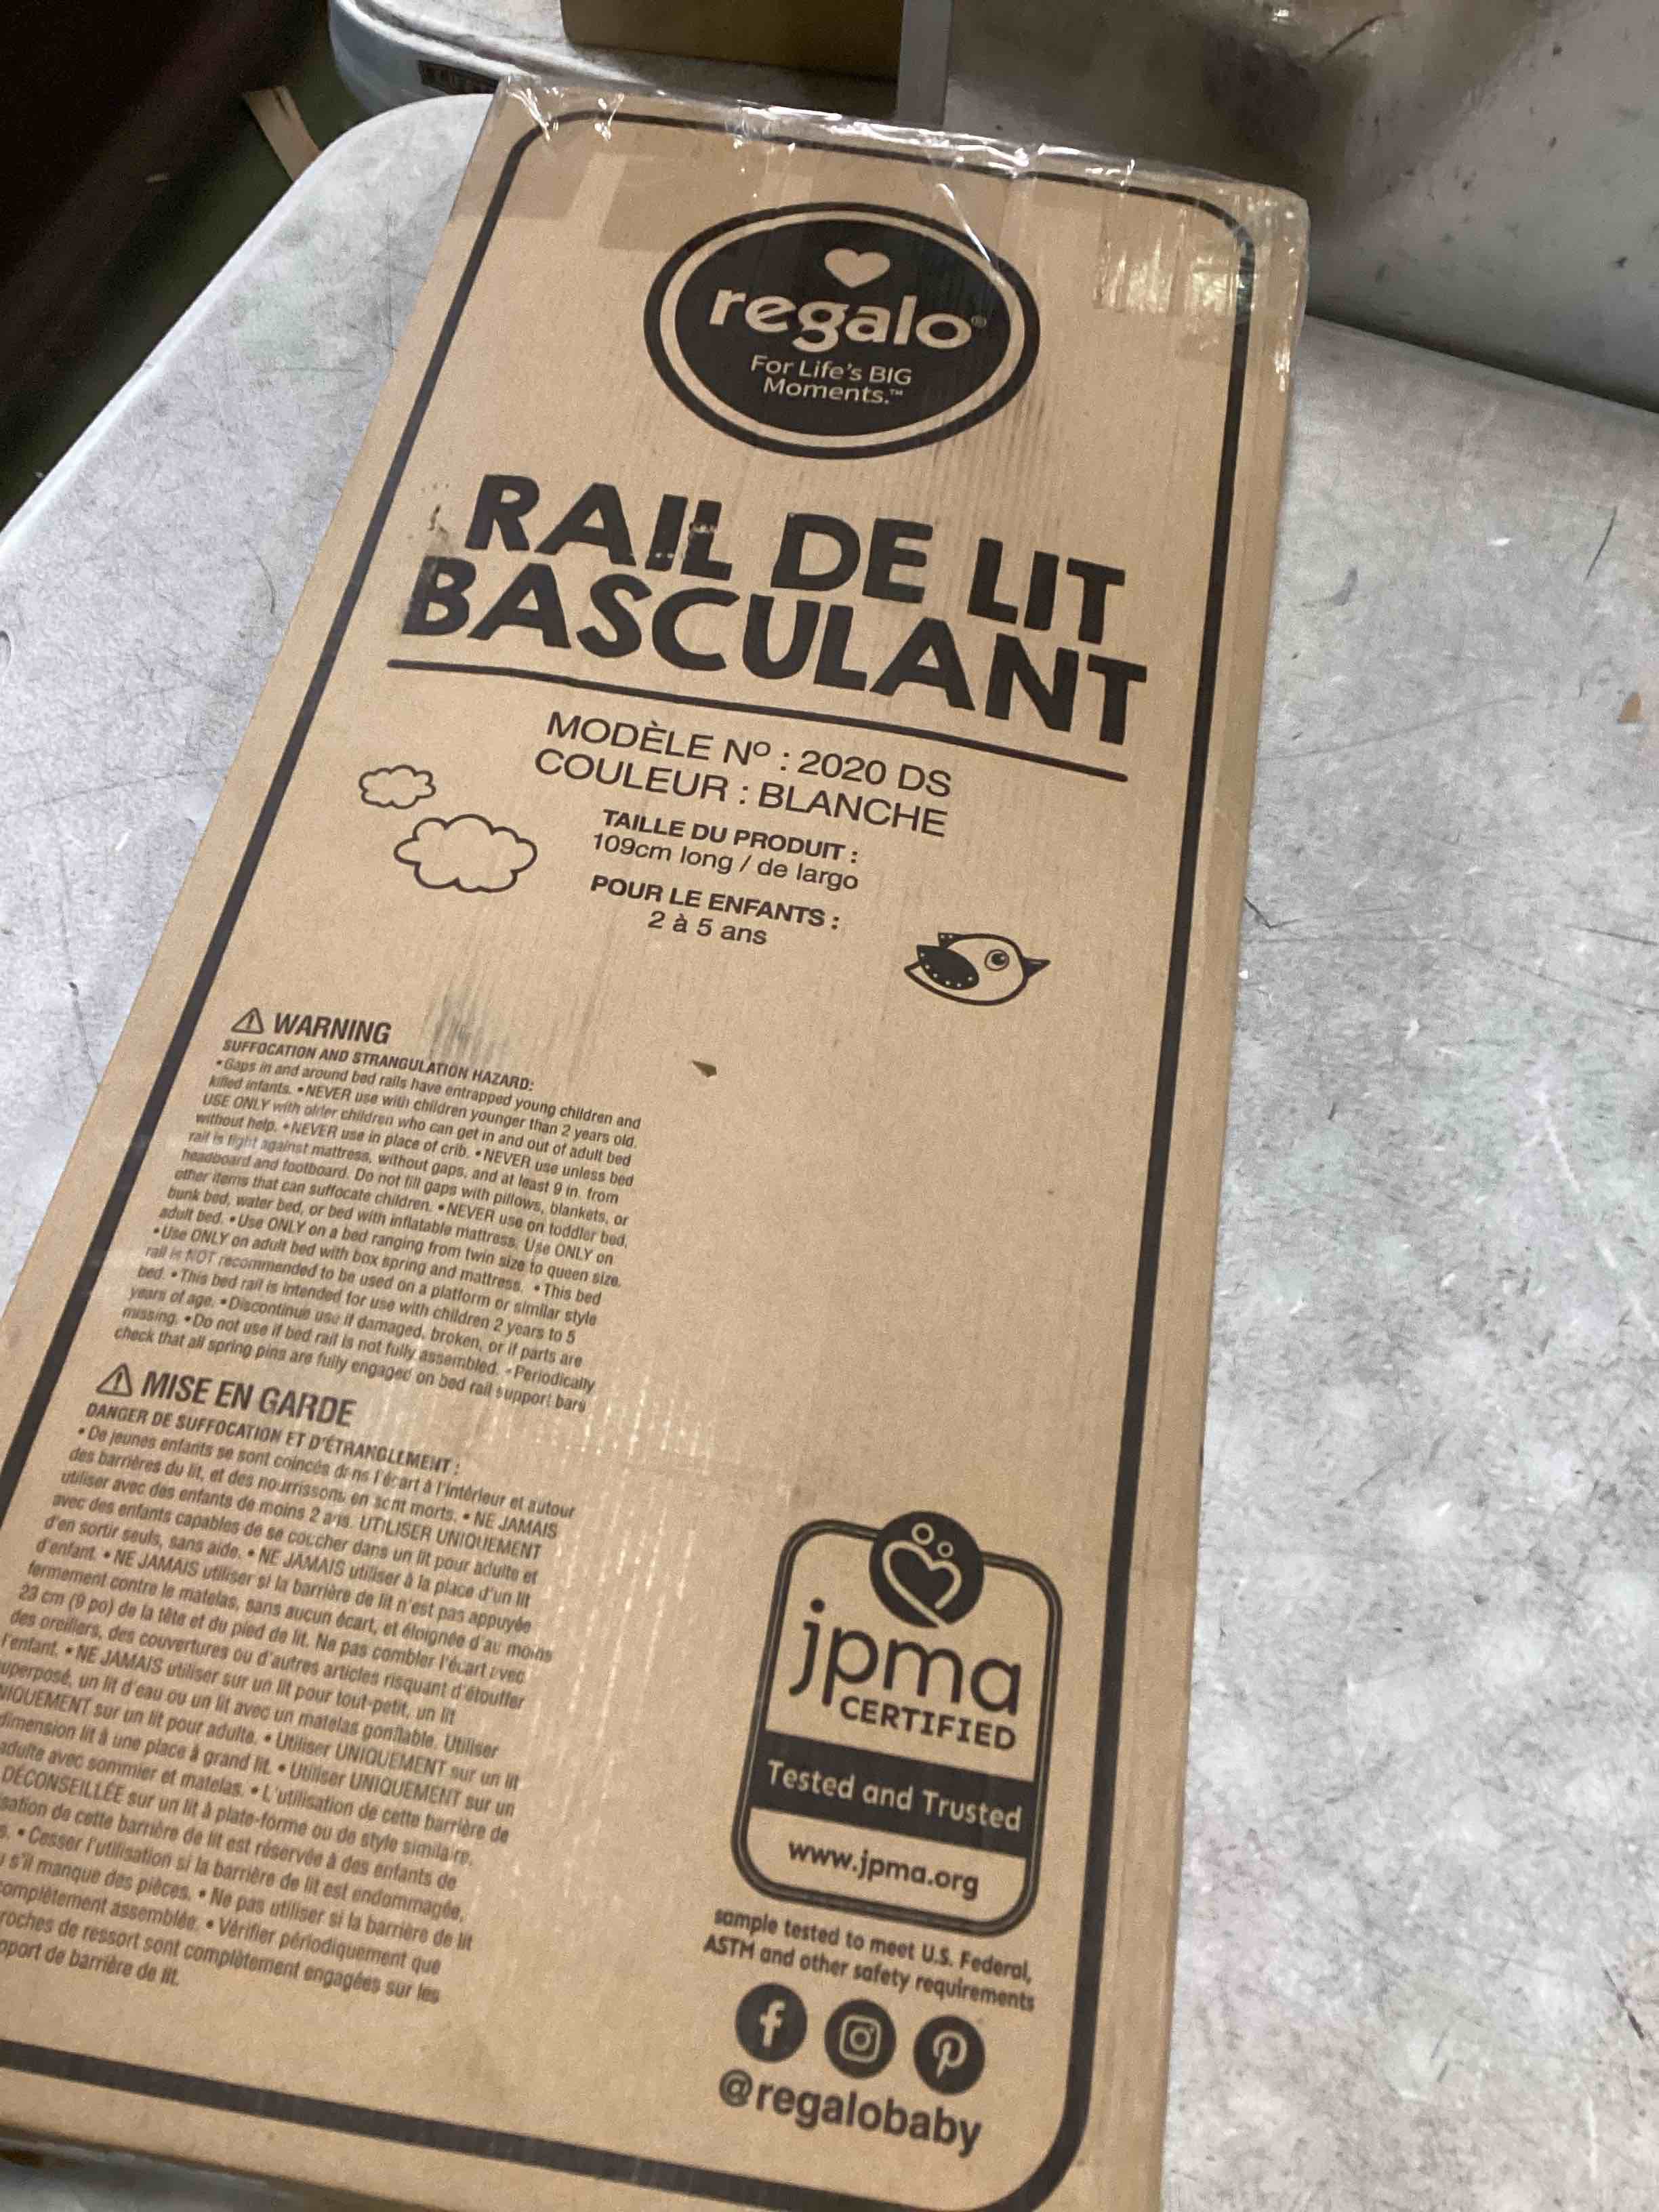 regalo®
For Life's BIG
Moments.™
RAIL DE LIT
BASCULANT
MODÈLE Nº : 2020 DS
COULEUR : BLANCHE
TAILLE DU PRODUIT :
109cm long / de largo
POUR LE ENFANTS :
2 à 5 ans
⚠ WARNING
SUFFOCATION AND STRANGULATION HAZARD:
• Gaps in and around bed rails have entrapped young children and
killed infants. • NEVER use with children younger than 2 years old.
USE ONLY with older children who can get in and out of adult bed
without help. • NEVER use in place of crib. • NEVER use unless bed
rail is tight against mattress, without gaps, and at least 9 in. from
headboard and footboard. Do not fill gaps with pillows, blankets, or
other items that can suffocate children. • NEVER use on toddler bed,
bunk bed, water bed, or bed with inflatable mattress. Use ONLY on
adult bed. • Use ONLY on a bed ranging from twin size to queen size.
• Use ONLY on adult bed with box spring and mattress. • This bed
rail is NOT recommended to be used on a platform or similar style
bed. • This bed rail is intended for use with children 2 years to 5
years of age. • Discontinue use if damaged, broken, or if parts are
missing. • Do not use if bed rail is not fully assembled. • Periodically
check that all spring pins are fully engaged on bed rail support bars
⚠ MISE EN GARDE
DANGER DE SUFFOCATION ET D'ÉTRANGLEMENT :
• De jeunes enfants se sont coincés dans l'écart à l'intérieur et autour
des barrières du lit, et des nourrissons en sont morts. • NE JAMAIS
utiliser avec des enfants de moins 2 ans. UTILISER UNIQUEMENT
avec des enfants capables de se coucher dans un lit pour adulte et
d'en sortir seuls, sans aide. • NE JAMAIS utiliser à la place d'un lit
d'enfant. • NE JAMAIS utiliser si la barrière de lit n'est pas appuyée
fermement contre le matelas, sans aucun écart, et éloignée d'au moins
23 cm (9 po) de la tête et du pied de lit. Ne pas combler l'écart avec
des oreillers, des couvertures ou d'autres articles risquant d'étouffer
l'enfant. • NE JAMAIS utiliser sur un lit pour tout-petit, un lit
uperposé, un lit d'eau ou un lit avec un matelas gonflable. Utiliser
NIQUEMENT sur un lit pour adulte. • Utiliser UNIQUEMENT sur un lit
dimension lit à une place à grand lit. • Utiliser UNIQUEMENT sur un
adulte avec sommier et matelas. • L'utilisation de cette barrière de
DÉCONSEILLÉE sur un lit à plate-forme ou de style similaire.
sation de cette barrière de lit est réservée à des enfants de
s. • Cesser l'utilisation si la barrière de lit est endommagée,
u s'il manque des pièces. • Ne pas utiliser si la barrière de lit
omplètement assemblée. • Vérifier périodiquement que
roches de ressort sont complètement engagées sur les
pport de barrière de lit.
jpma
CERTIFIED
Tested and Trusted
www.jpma.org
sample tested to meet U.S. Federal,
ASTM and other safety requirements
@regalobaby